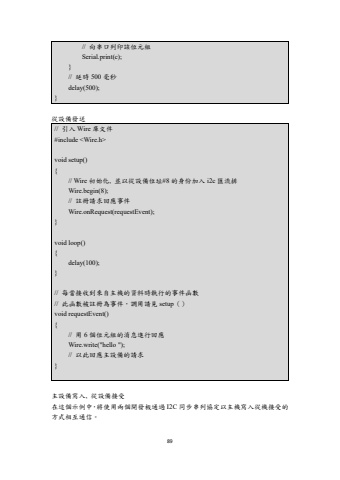 // 向串口列印該位元組
Serial.print(c);
}
// 延時 500 毫秒
delay(500);
}
從設備發送
// 引入 Wire 庫文件
#include <Wire.h>
void setup()
{
// Wire 初始化, 並以從設備位址#8 的身份加入 i2c 匯流排
Wire.begin(8);
// 註冊請求回應事件
Wire.onRequest(requestEvent);
}
void loop()
{
delay(100);
}
// 每當接收到來自主機的資料時執行的事件函數
// 此函數被註冊為事件，調用請見 setup（）
void requestEvent()
{
// 用 6 個位元組的消息進行回應
Wire.write("hello ");
// 以此回應主設備的請求
}
主設備寫入, 從設備接受
在這個示例中，將使用兩個開發板通過 I2C 同步串列協定以主機寫入從機接受的
方式相互通信。
89